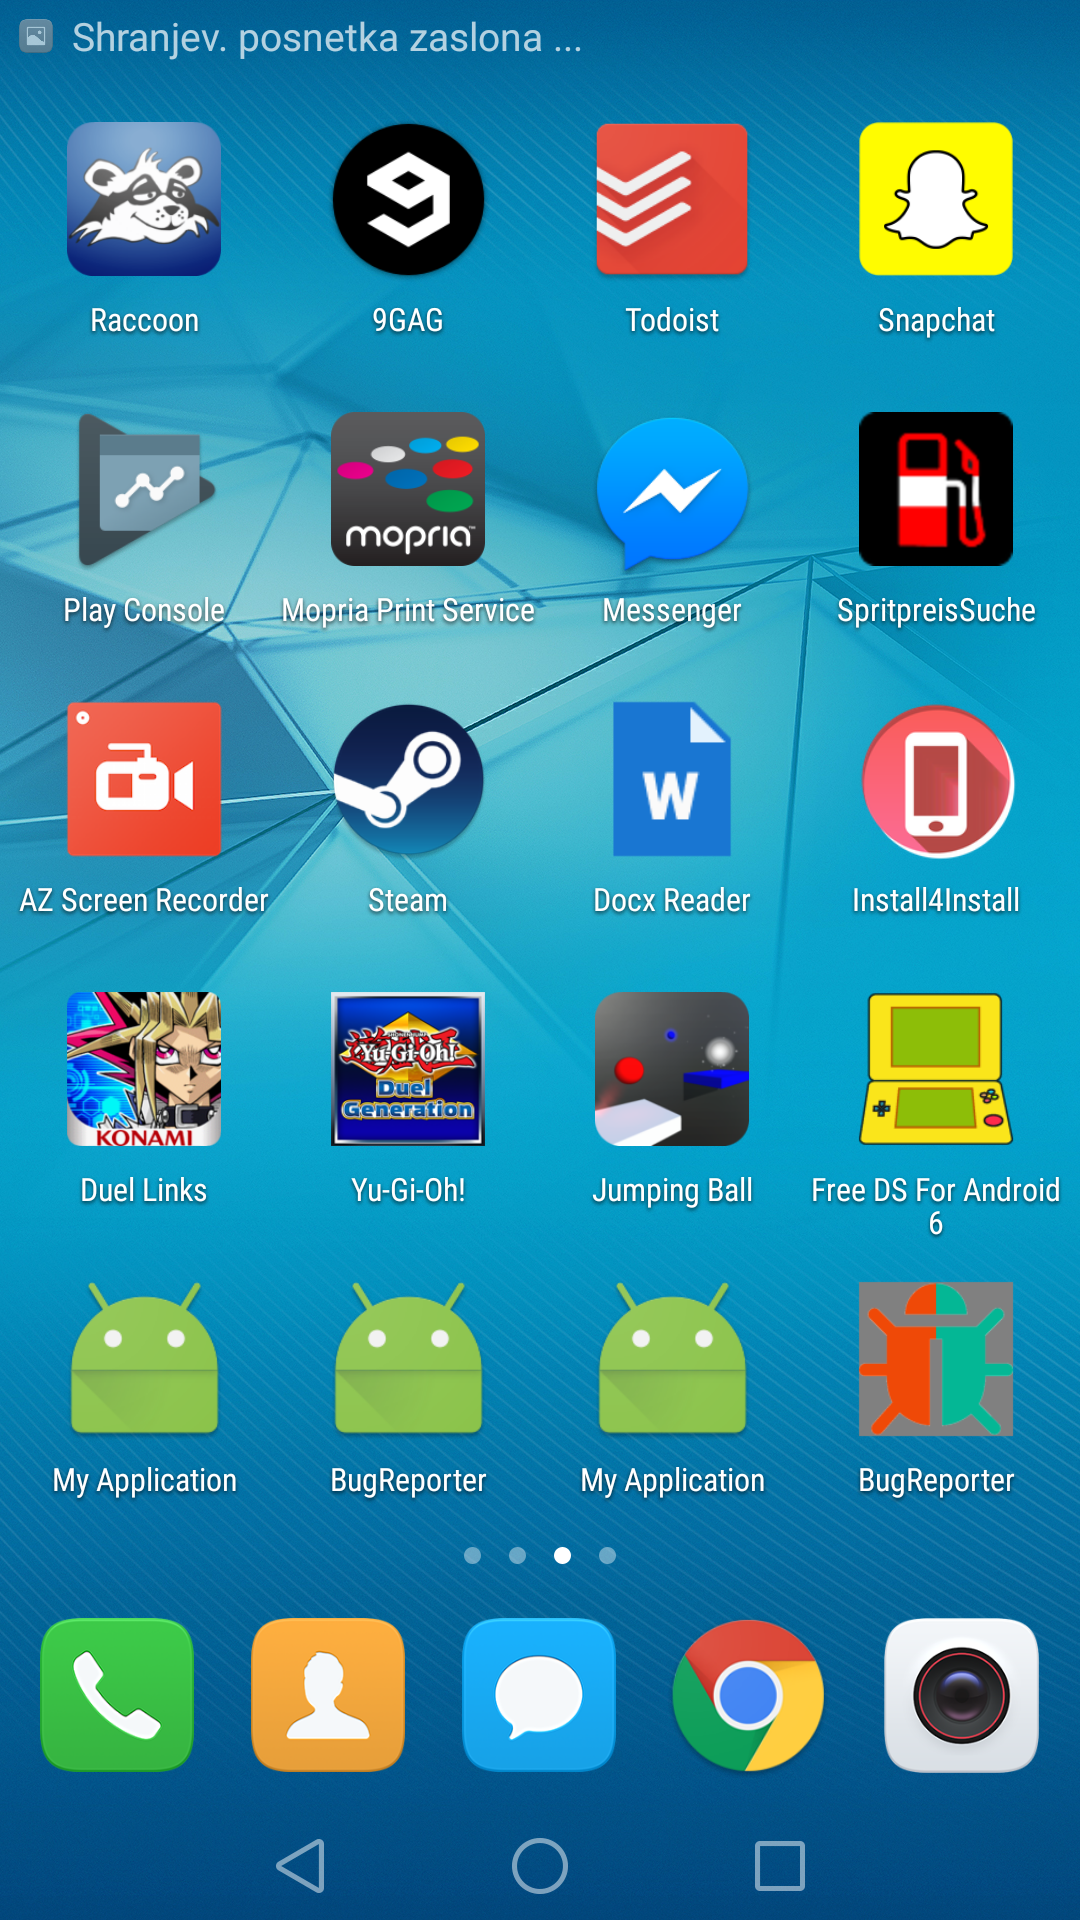 Shranjev. posnetka zaslona ...
Raccoon
9GAG
Todoist
Snapchat
mopria™
Play Console
Mopria Print Service
Messenger
SpritpreisSuche
W
AZ Screen Recorder
Steam
Docx Reader
Install4Install
KONAMI
Yu-Gi-Oh!
Duel
Generation
Duel Links
Yu-Gi-Oh!
Jumping Ball
Free DS For Android
6
My Application
BugReporter
My Application
BugReporter